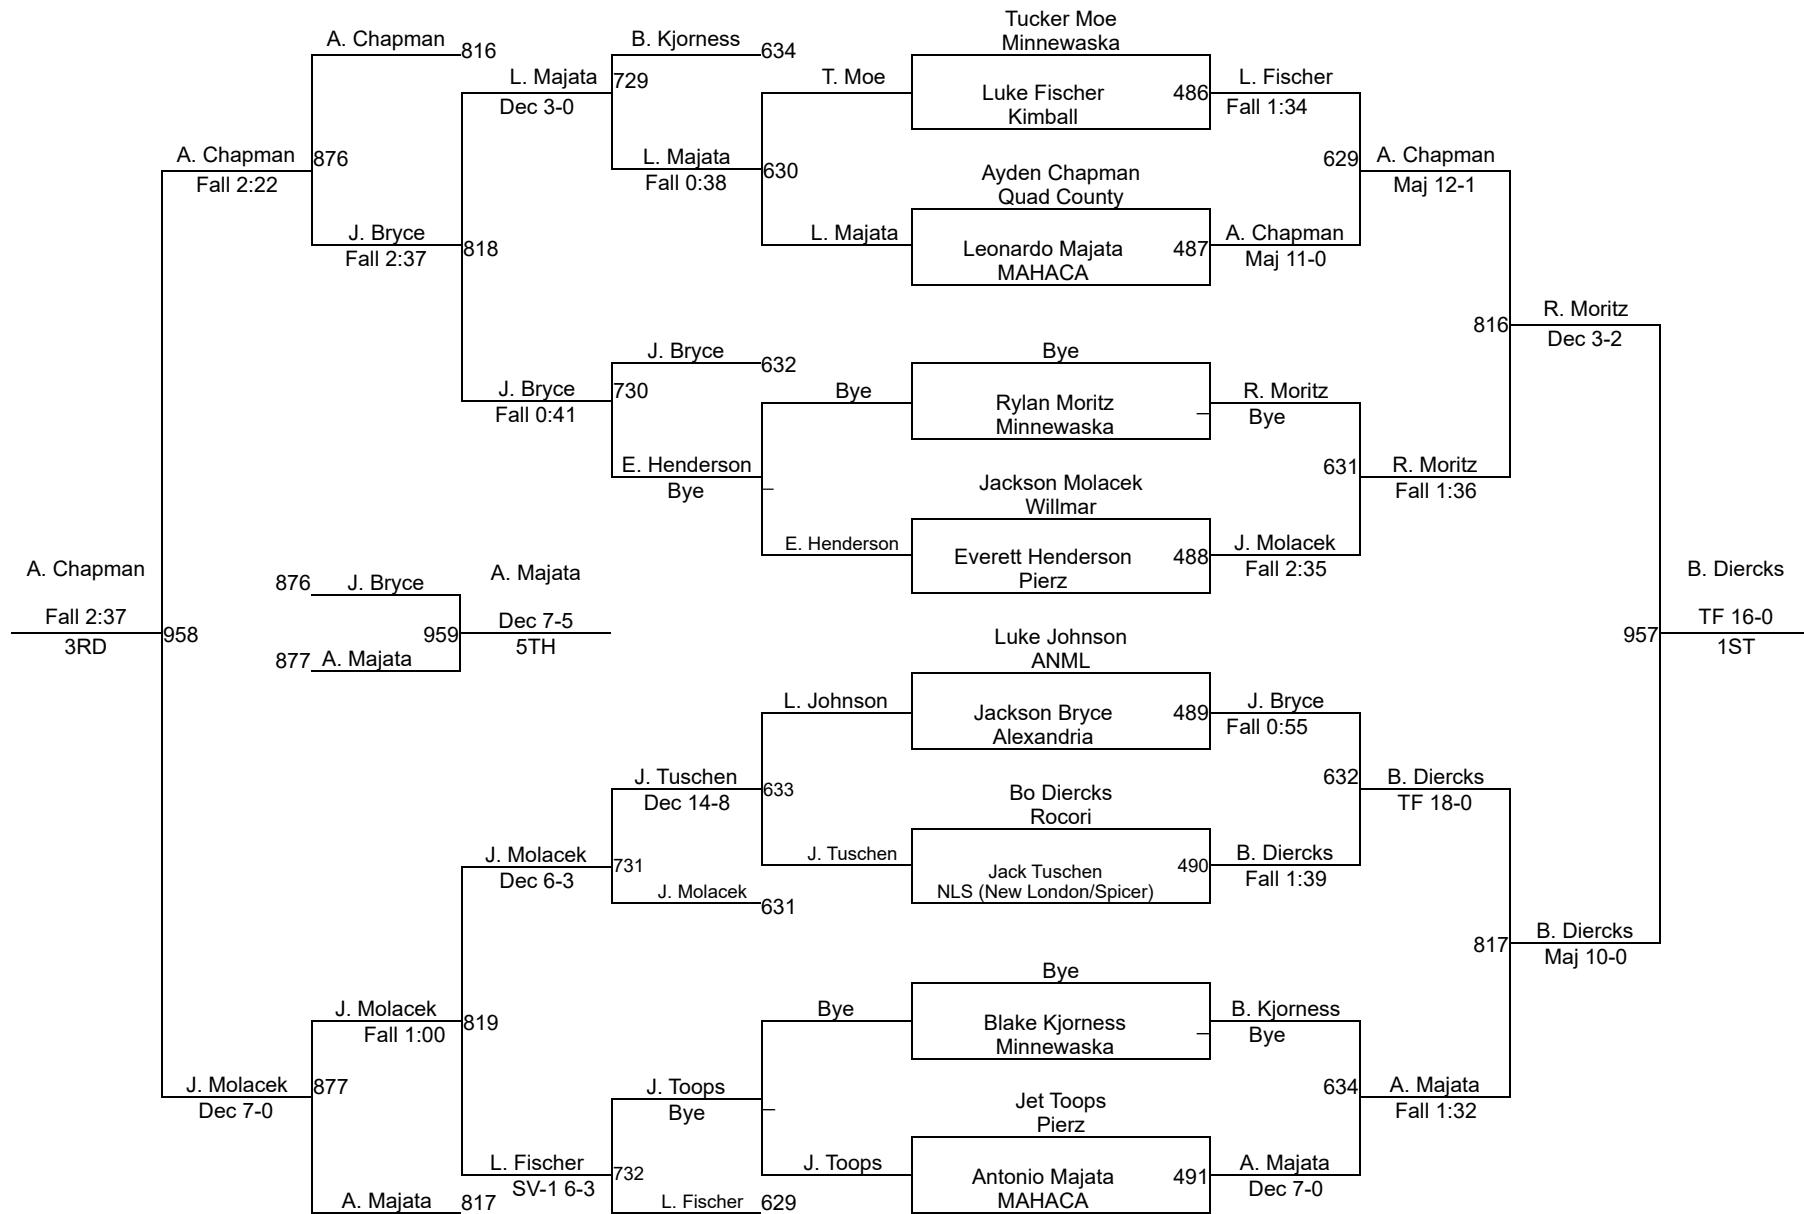 Tucker Moe
Minnewaska
A. Chapman
816
B. Kjorness
634
L. Majata
729
T. Moe
L. Fischer
Dec 3-0
Luke Fischer
486
Fall 1:34
Kimball
A. Chapman
876
L. Majata
629
A. Chapman
Fall 2:22
Fall 0:38
630
Ayden Chapman
Maj 12-1
Quad County
J. Bryce
L. Majata
A. Chapman
Fall 2:37
818
Leonardo Majata
487
Maj 11-0
MAHACA
R. Moritz
816
Dec 3-2
J. Bryce
632
Bye
J. Bryce
730
Bye
R. Moritz
Fall 0:41
Rylan Moritz
_
Bye
Minnewaska
E. Henderson
631
R. Moritz
Bye
_
Jackson Molacek
Fall 1:36
Willmar
E. Henderson
J. Molacek
Everett Henderson
488
Fall 2:35
Pierz
A. Chapman
876
J. Bryce
A. Majata
B. Diercks
Fall 2:37
Dec 7-5
TF 16-0
958
959
957
3RD
5TH
1ST
877
A. Majata
Luke Johnson
ANML
L. Johnson
J. Bryce
Jackson Bryce
489
Fall 0:55
Alexandria
J. Tuschen
632
B. Diercks
Dec 14-8
633
Bo Diercks
TF 18-0
Rocori
J. Molacek
731
J. Tuschen
B. Diercks
Dec 6-3
Jack Tuschen
490
Fall 1:39
NLS (New London/Spicer)
J. Molacek
631
817
B. Diercks
Maj 10-0
Bye
J. Molacek
819
Bye
B. Kjorness
Fall 1:00
Blake Kjorness
_
Bye
Minnewaska
J. Molacek
877
J. Toops
634
A. Majata
Dec 7-0
Bye
_
Jet Toops
Fall 1:32
Pierz
L. Fischer
732
J. Toops
A. Majata
SV-1 6-3
Antonio Majata
491
Dec 7-0
MAHACA
A. Majata
817
L. Fischer
629